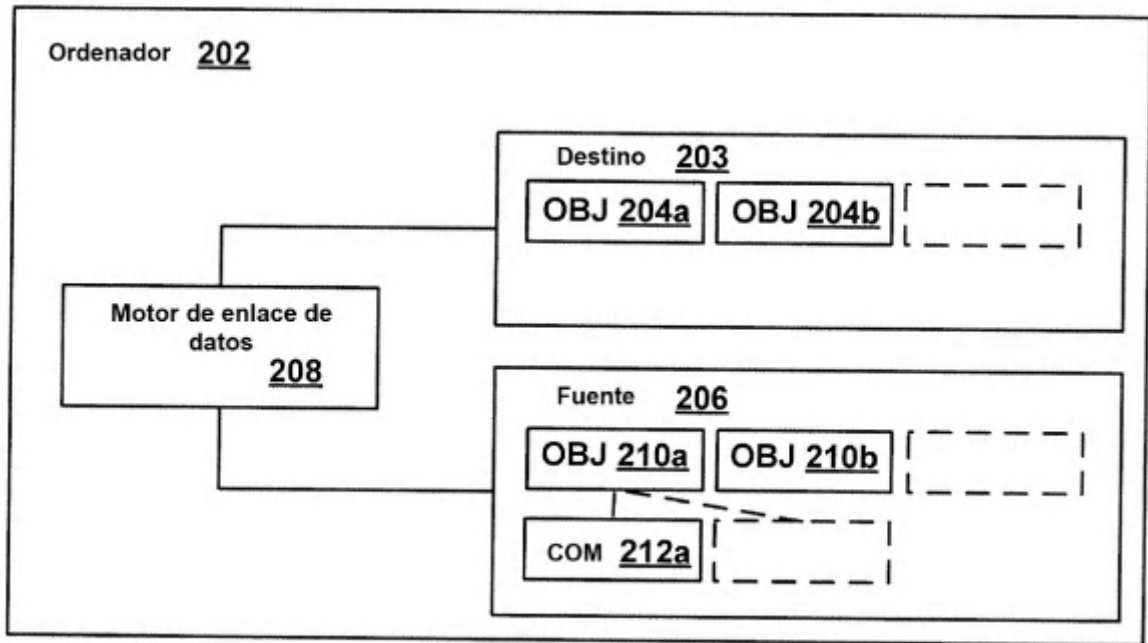 Ordenador 202
Destino 203
OBJ 204a OBJ 204b
Motor de enlace de
datos
208
Fuente 206
OBJ 210a OBJ 210b
COM 212a